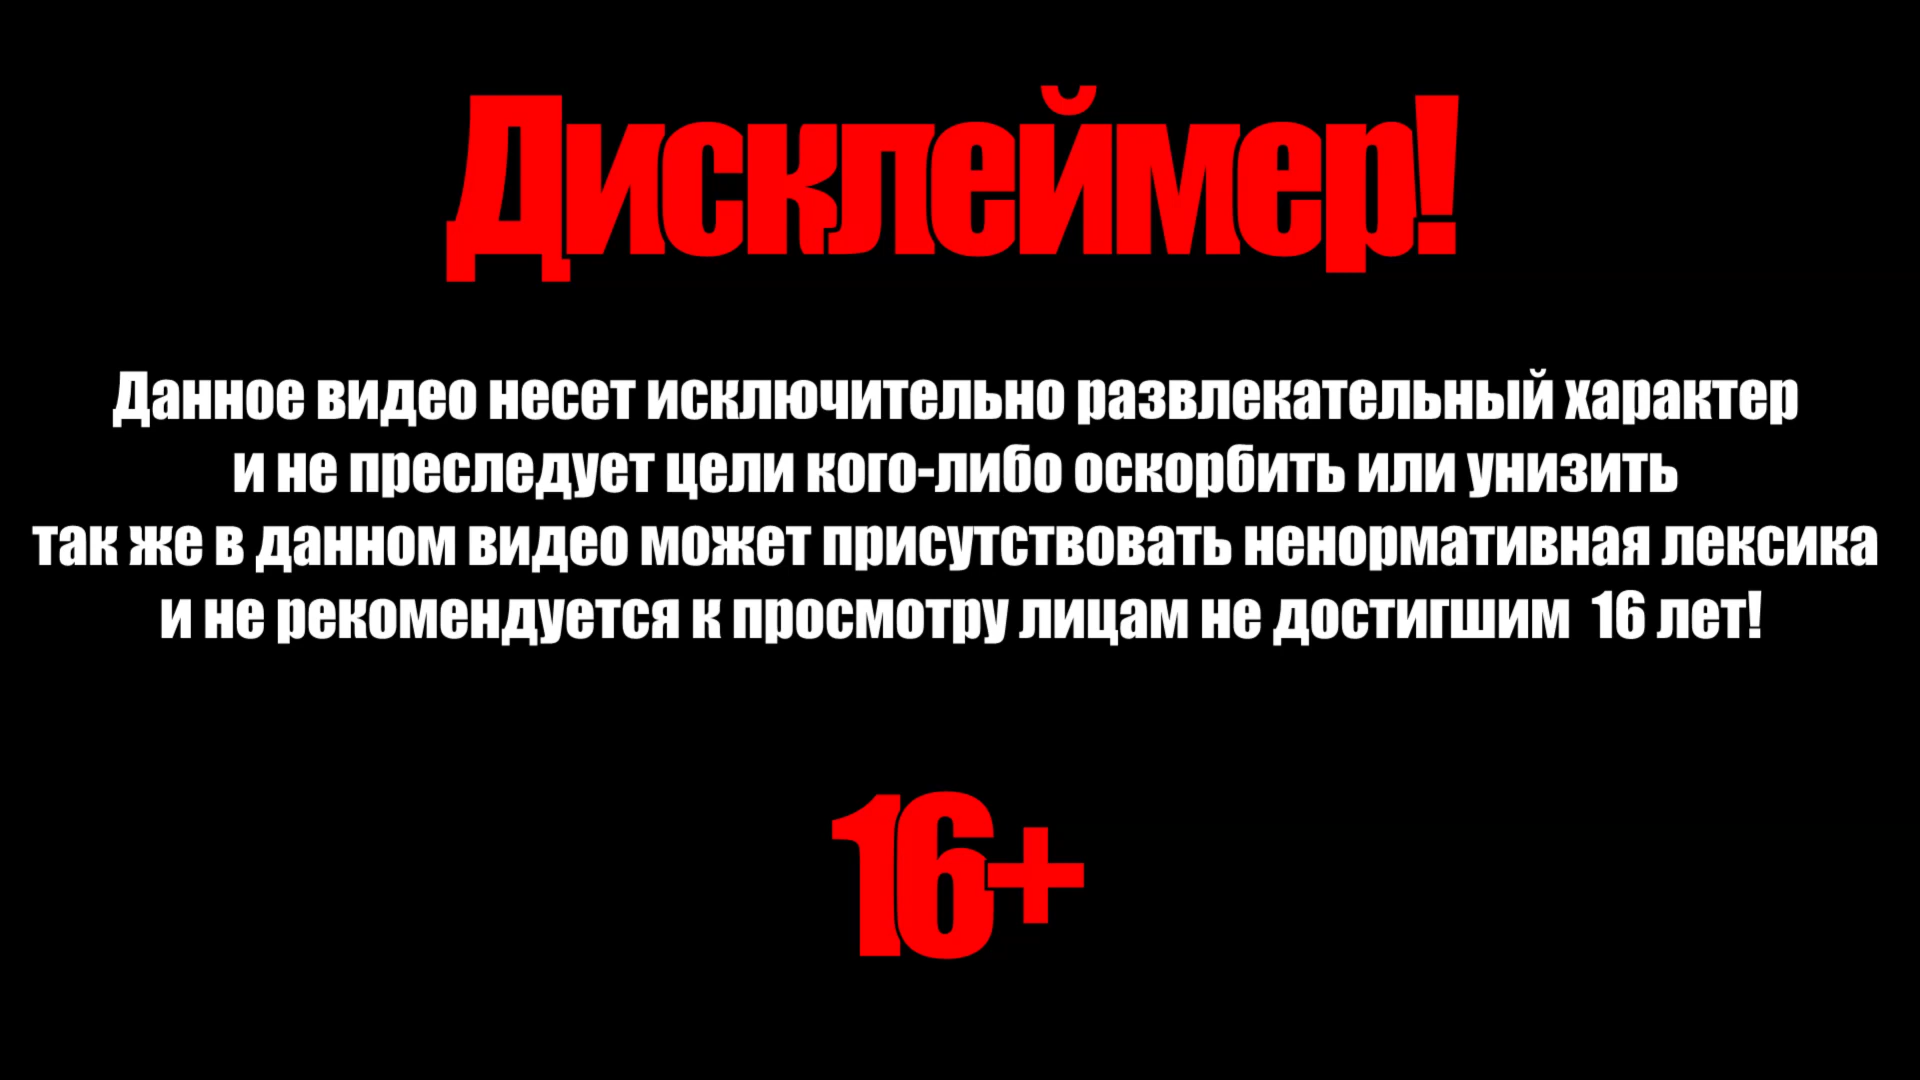 Дисклеймер!
Данное видео несет исключительно развлекательный характер
и не преследует цели кого-либо оскорбить или унизить
так же в данном видео может присутствовать ненормативная лексика
и не рекомендуется к просмотру лицам не достигшим 16 лет!
16+